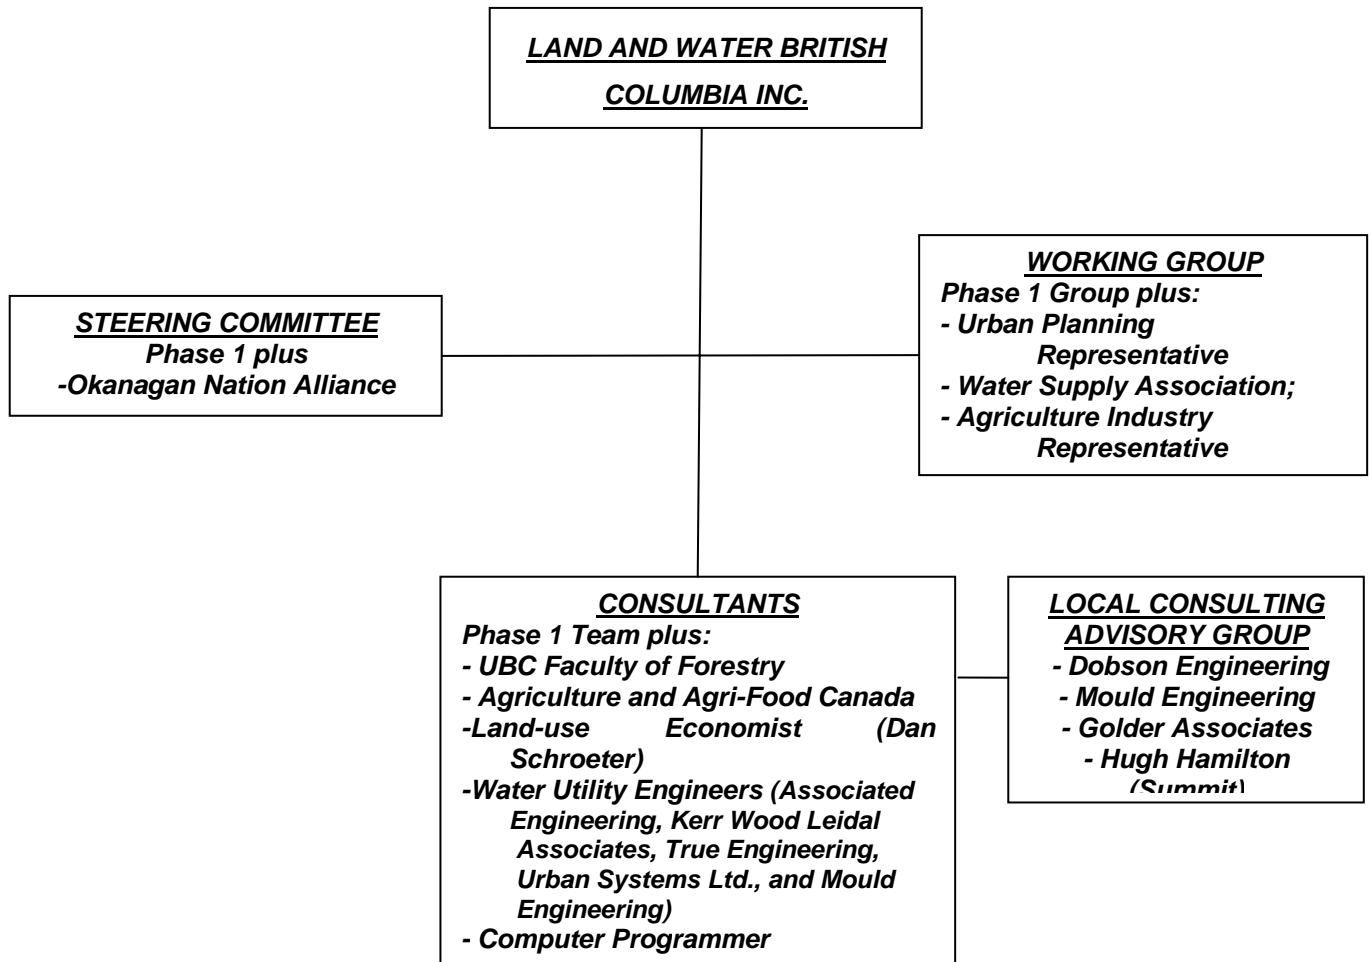 LAND AND WATER BRITISH
COLUMBIA INC.
STEERING COMMITTEE
Phase 1 plus
-Okanagan Nation Alliance
WORKING GROUP
Phase 1 Group plus:
- Urban Planning
Representative
- Water Supply Association;
- Agriculture Industry
Representative
CONSULTANTS
Phase 1 Team plus:
- UBC Faculty of Forestry
- Agriculture and Agri-Food Canada
-Land-use Economist (Dan
Schroeter)
-Water Utility Engineers (Associated
Engineering, Kerr Wood Leidal
Associates, True Engineering,
Urban Systems Ltd., and Mould
Engineering)
- Computer Programmer
LOCAL CONSULTING
ADVISORY GROUP
- Dobson Engineering
- Mould Engineering
- Golder Associates
- Hugh Hamilton
(Summit)